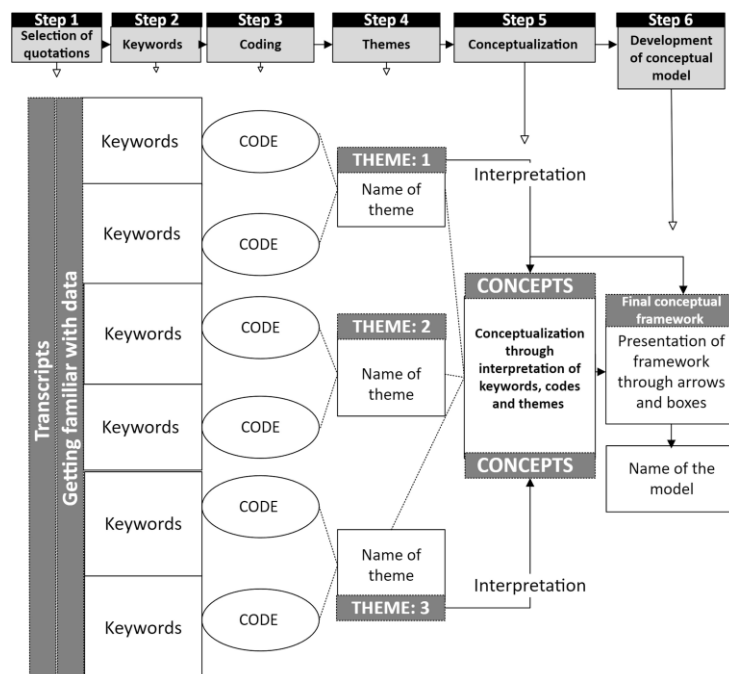 Step 1
Selection of
quotations
Step 2
Keywords
Step 3
Coding
Step 4
Themes
Step 5
Conceptualization
Step 6
Development
of conceptual
model
Transcripts
Getting familiar with data
Keywords
Keywords
Keywords
Keywords
Keywords
Keywords
CODE
CODE
CODE
CODE
CODE
CODE
THEME: 1
Name of
theme
THEME: 2
Name of
theme
Name of
theme
THEME: 3
Interpretation
CONCEPTS
Conceptualization
through
interpretation of
keywords, codes
and themes
CONCEPTS
Interpretation
Final conceptual
framework
Presentation of
framework
through arrows
and boxes
Name of the
model